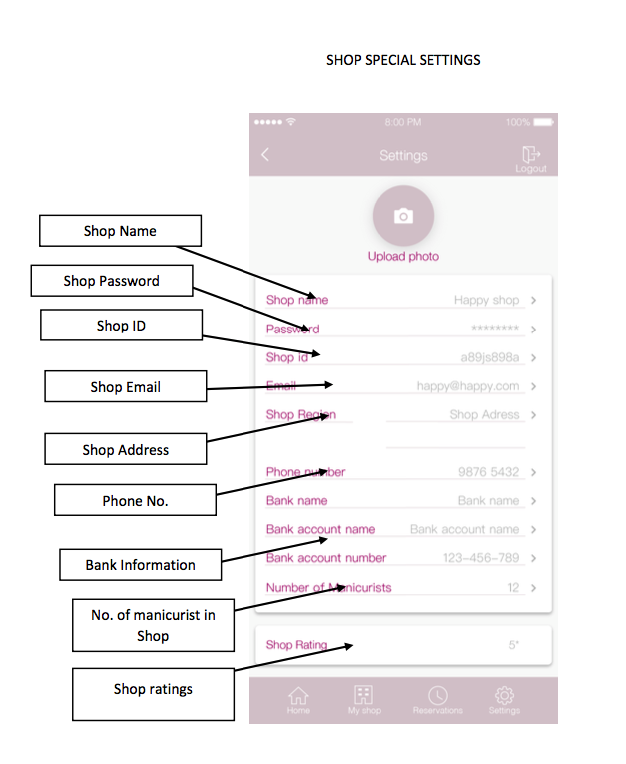 SHOP SPECIAL SETTINGS
8:00 PM 100%
Settings
Logout
Upload photo
Shop Name
Shop name Happy shop
Shop Password
Password ********
Shop ID
Shop id a89js898a
Shop Email
Email happy@happy.com
Shop Address
Shop Region Shop Adress
Phone No.
Phone number 9876 5432
Bank name Bank name
Bank Information
Bank account name Bank account name
Bank account number 123-456-789
No. of manicurist in
Shop
Number of Manicurists 12
Shop ratings
Shop Rating 5*
Home My shop Reservations Settings